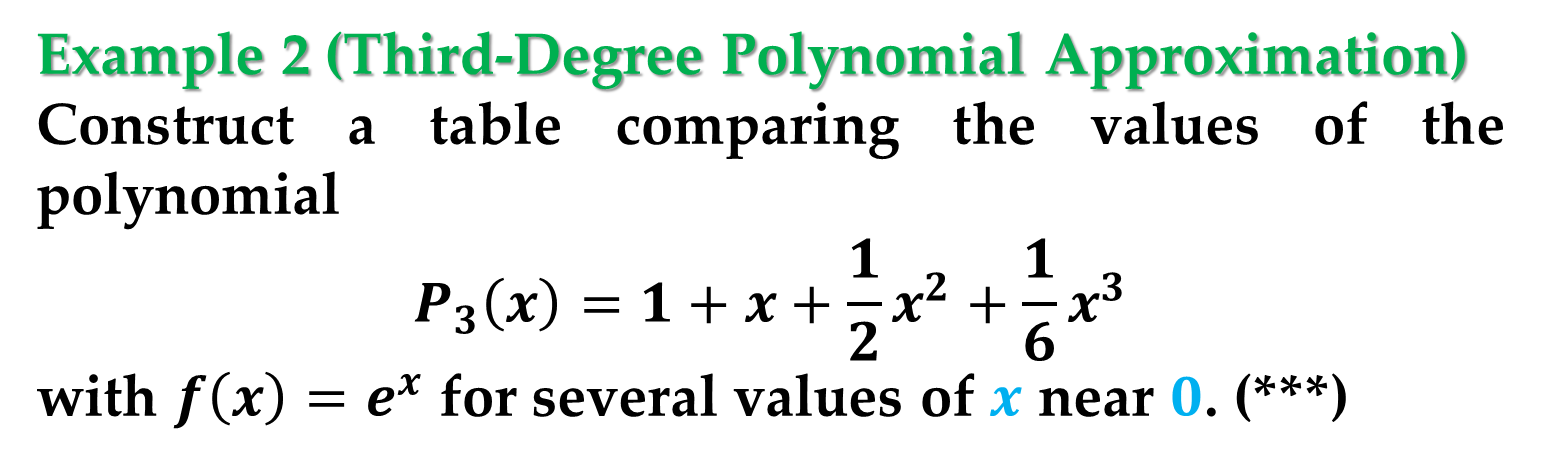 Example 2 (Third-Degree Polynomial Approximation)
Construct a table comparing the values of the
polynomial
P₃(x) = 1 + x + 1/2 x² + 1/6 x³
with f(x) = eˣ for several values of x near 0. (***)